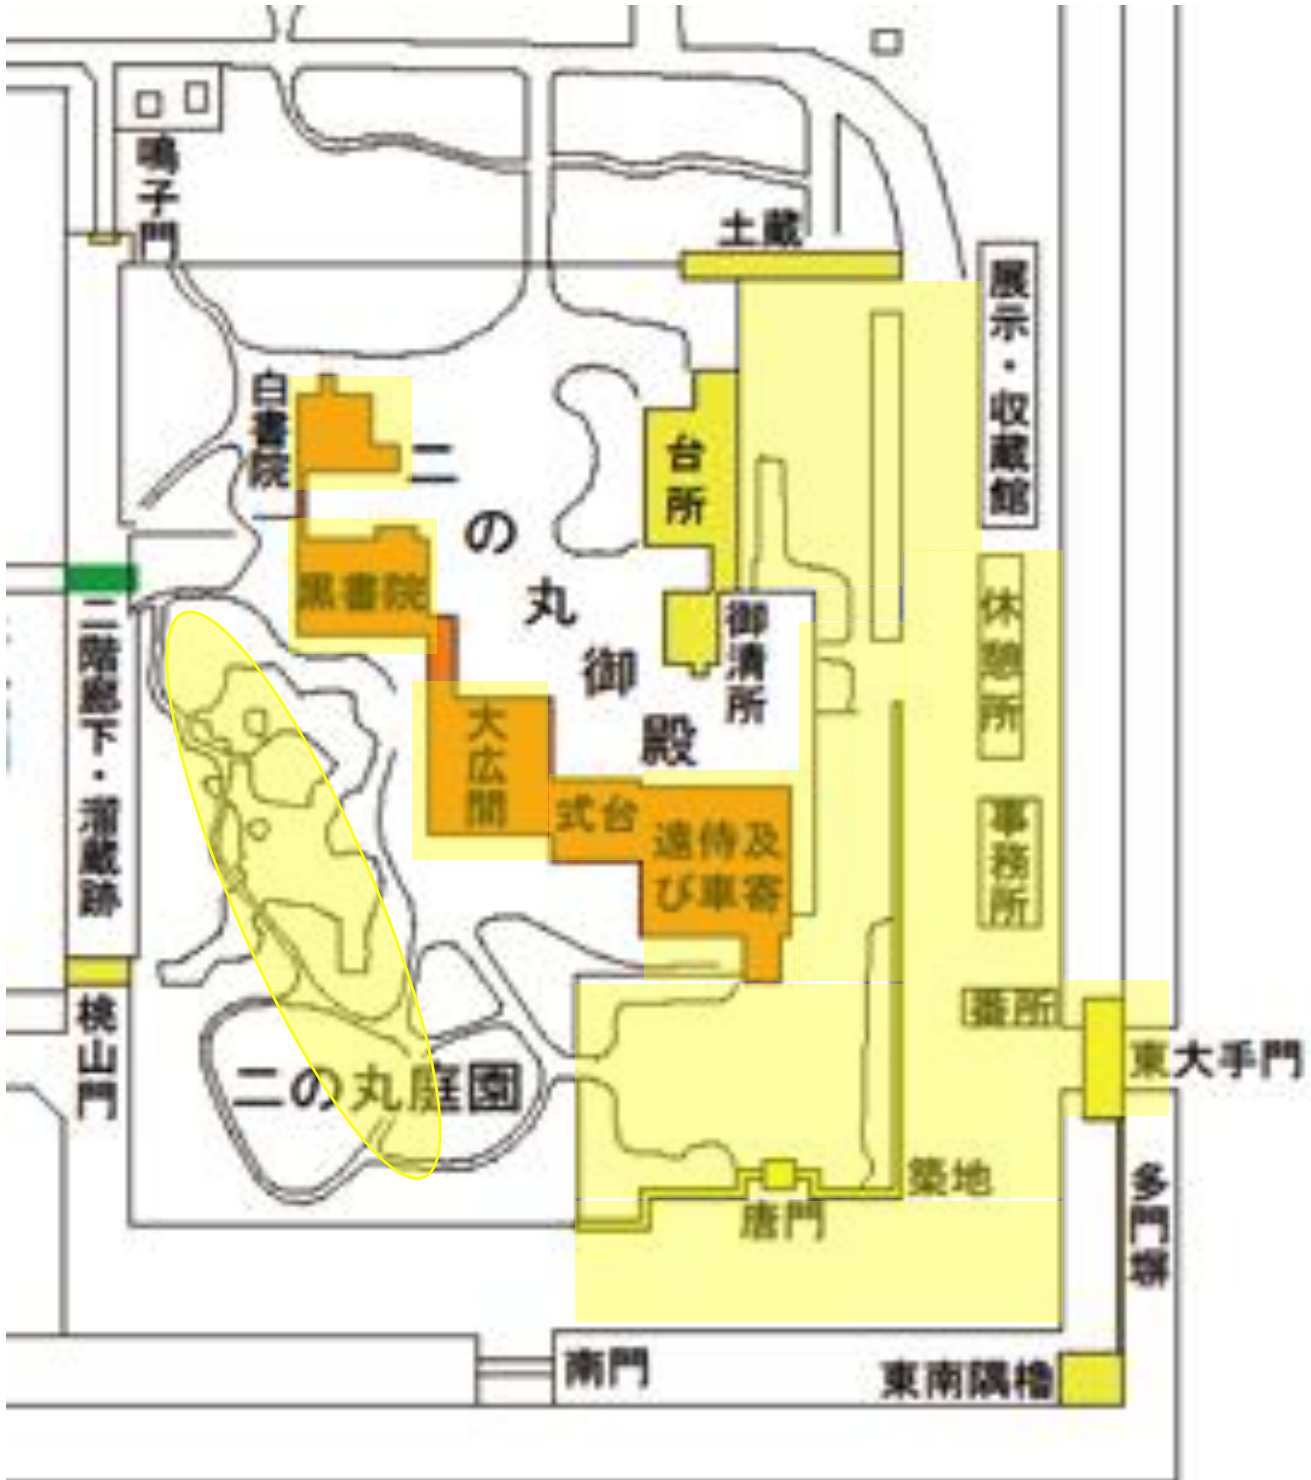 鳴子門
土蔵
展示・収蔵館
白書院
台所
二の丸御殿
黒書院
休憩所
御清所
二階廊下・溜蔵跡
大広間
式台
遠侍及
び車寄
事務所
番所
東大手門
桃山門
二の丸庭園
築地
唐門
多門塀
南門
東南隅櫓